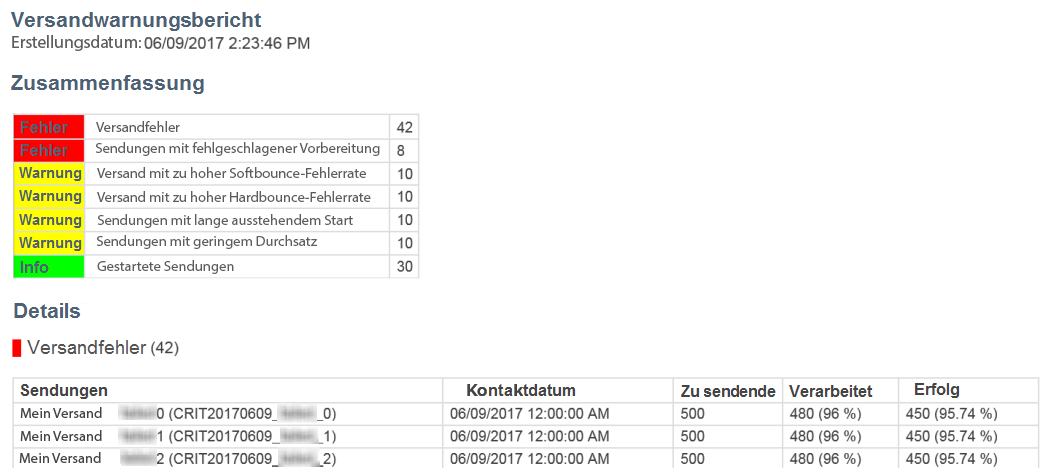 Versandwarnungsbericht
Erstellungsdatum: 06/09/2017 2:23:46 PM
Zusammenfassung
Fehler Versandfehler 42
Fehler Sendungen mit fehlgeschlagener Vorbereitung 8
Warnung Versand mit zu hoher Softbounce-Fehlerrate 10
Warnung Versand mit zu hoher Hardbounce-Fehlerrate 10
Warnung Sendungen mit lange ausstehendem Start 10
Warnung Sendungen mit geringem Durchsatz 10
Info Gestartete Sendungen 30
Details
Versandfehler (42)
Sendungen Kontaktdatum Zu sendende Verarbeitet Erfolg
Mein Versand 0 (CRIT20170609_ _0) 06/09/2017 12:00:00 AM 500 480 (96 %) 450 (95.74 %)
Mein Versand 1 (CRIT20170609_ _1) 06/09/2017 12:00:00 AM 500 480 (96 %) 450 (95.74 %)
Mein Versand 2 (CRIT20170609_ _2) 06/09/2017 12:00:00 AM 500 480 (96 %) 450 (95.74 %)